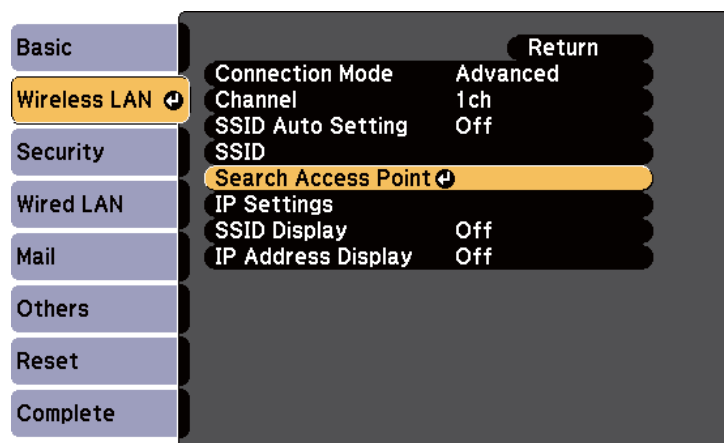 Basic
Wireless LAN
Security
Wired LAN
Mail
Others
Reset
Complete
Return
Connection Mode Advanced
Channel 1ch
SSID Auto Setting Off
SSID
Search Access Point
IP Settings
SSID Display Off
IP Address Display Off